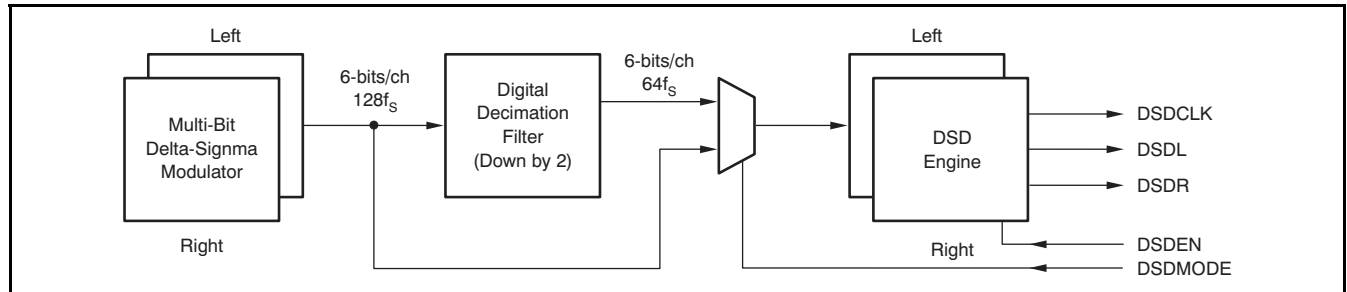 Left
Multi-Bit
Delta-Signma
Modulator
Right
6-bits/ch
128fS
Digital
Decimation
Filter
(Down by 2)
6-bits/ch
64fS
Left
DSD
Engine
Right
DSDCLK
DSDL
DSDR
DSDEN
DSDMODE